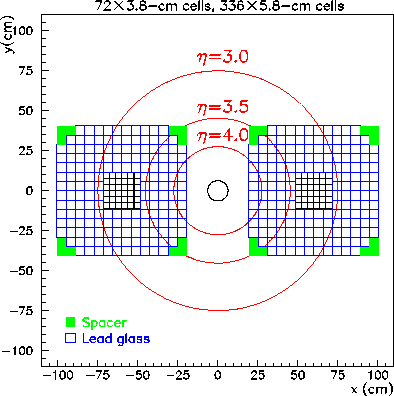 72×3.8-cm cells, 336×5.8-cm cells
y(cm)
100
75
50
25
0
−25
−50
−75
−100
η=3.0
η=3.5
η=4.0
Spacer
Lead glass
−100 −75 −50 −25 0 25 50 75 100
x (cm)